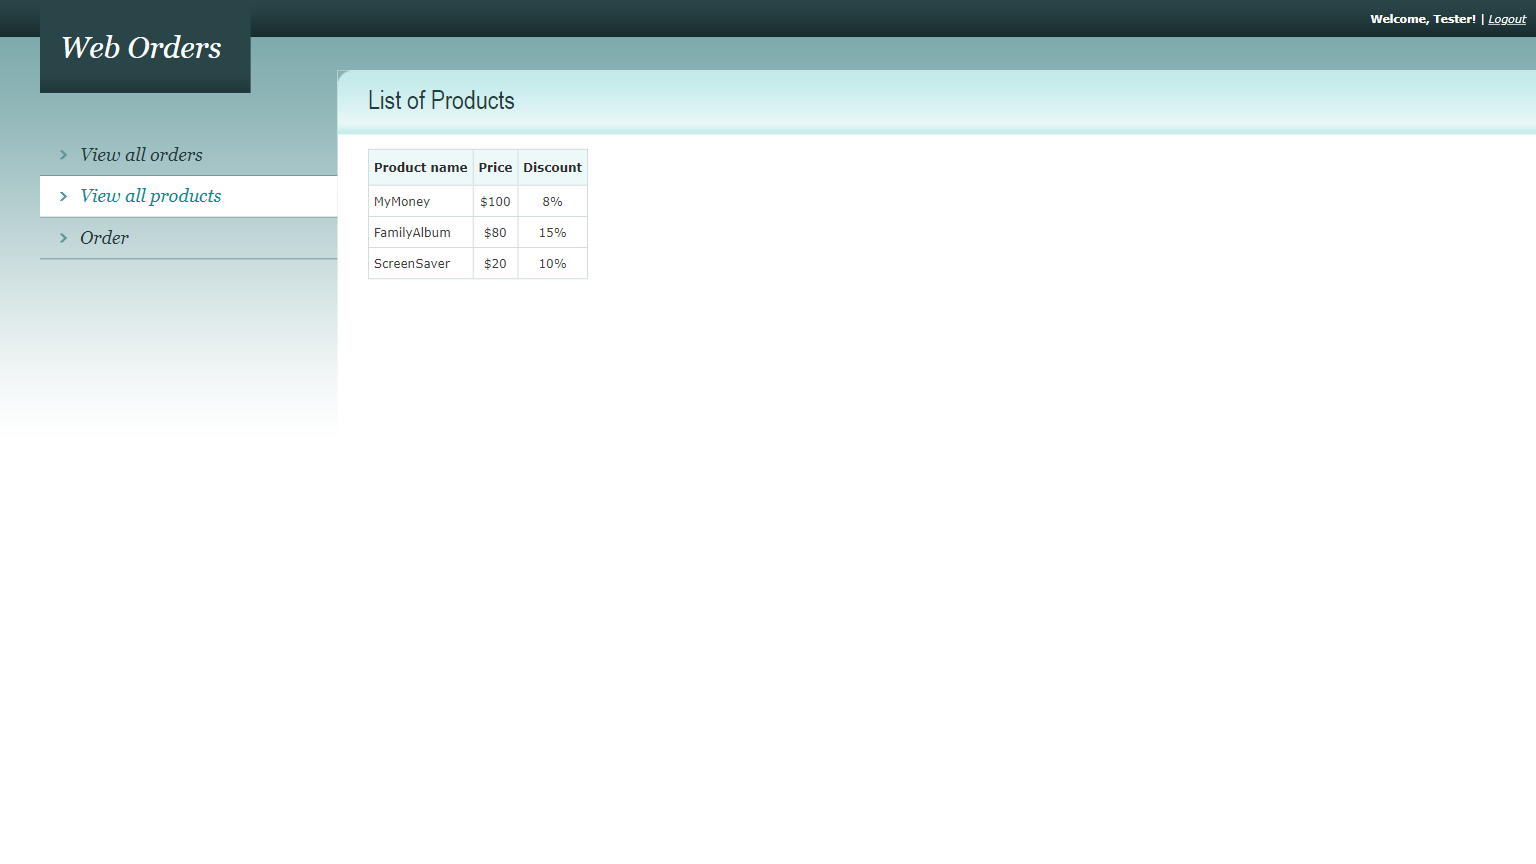 Welcome, Tester! | Logout
Web Orders
View all orders
View all products
Order
List of Products
Product name Price Discount
MyMoney $100 8%
FamilyAlbum $80 15%
ScreenSaver $20 10%